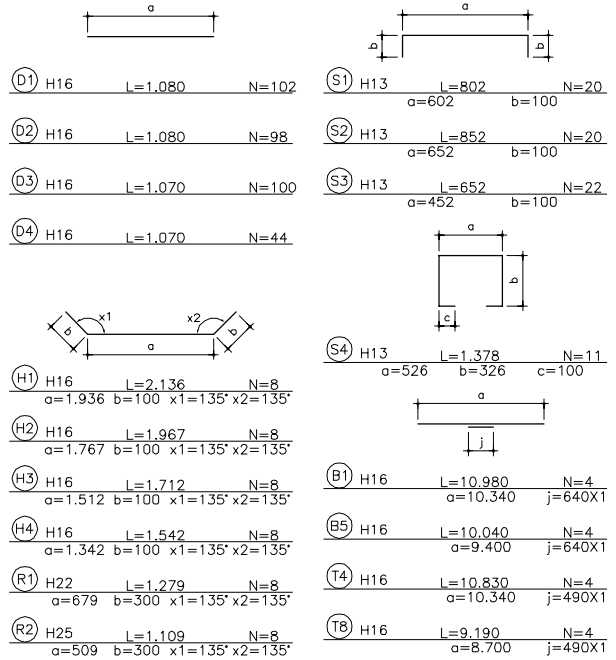 a
D1 H16 L=1.080 N=102
D2 H16 L=1.080 N=98
D3 H16 L=1.070 N=100
D4 H16 L=1.070 N=44
x1 x2
b b
a
H1 H16 L=2.136 N=8
a=1.936 b=100 x1=135° x2=135°
H2 H16 L=1.967 N=8
a=1.767 b=100 x1=135° x2=135°
H3 H16 L=1.712 N=8
a=1.512 b=100 x1=135° x2=135°
H4 H16 L=1.542 N=8
a=1.342 b=100 x1=135° x2=135°
R1 H22 L=1.279 N=8
a=679 b=300 x1=135° x2=135°
R2 H25 L=1.109 N=8
a=509 b=300 x1=135° x2=135°
a
b b
S1 H13 L=802 N=20
a=602 b=100
S2 H13 L=852 N=20
a=652 b=100
S3 H13 L=652 N=22
a=452 b=100
a
b
c
S4 H13 L=1.378 N=11
a=526 b=326 c=100
a
j
B1 H16 L=10.980 N=4
a=10.340 j=640X1
B5 H16 L=10.040 N=4
a=9.400 j=640X1
T4 H16 L=10.830 N=4
a=10.340 j=490X1
T8 H16 L=9.190 N=4
a=8.700 j=490X1